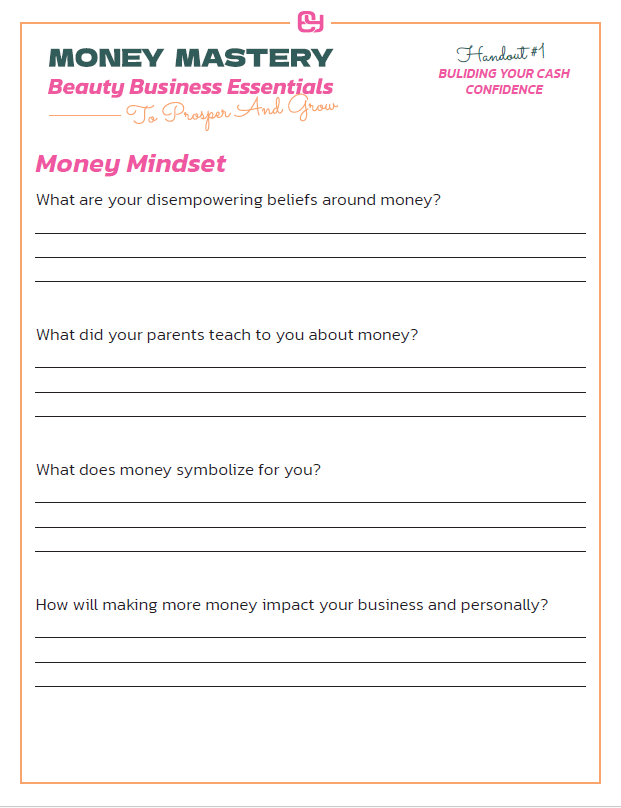 MONEY MASTERY
Beauty Business Essentials
To Prosper And Grow
Handout #1
BULIDING YOUR CASH
CONFIDENCE
Money Mindset
What are your disempowering beliefs around money?
What did your parents teach to you about money?
What does money symbolize for you?
How will making more money impact your business and personally?